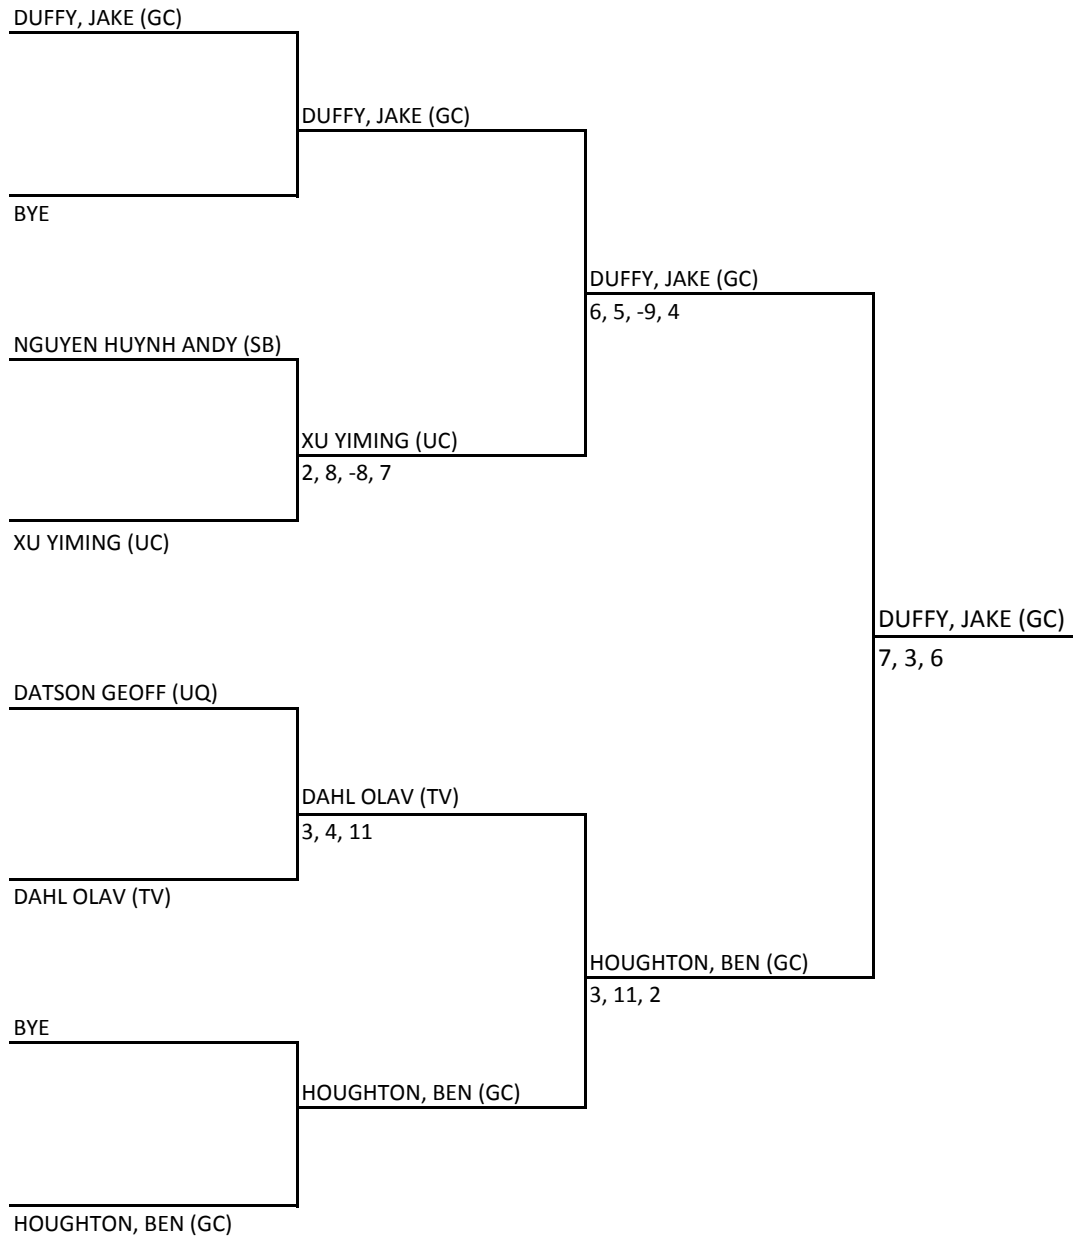 DUFFY, JAKE (GC)
DUFFY, JAKE (GC)
BYE
DUFFY, JAKE (GC)
6, 5, -9, 4
NGUYEN HUYNH ANDY (SB)
XU YIMING (UC)
2, 8, -8, 7
XU YIMING (UC)
DUFFY, JAKE (GC)
7, 3, 6
DATSON GEOFF (UQ)
DAHL OLAV (TV)
3, 4, 11
DAHL OLAV (TV)
HOUGHTON, BEN (GC)
3, 11, 2
BYE
HOUGHTON, BEN (GC)
HOUGHTON, BEN (GC)